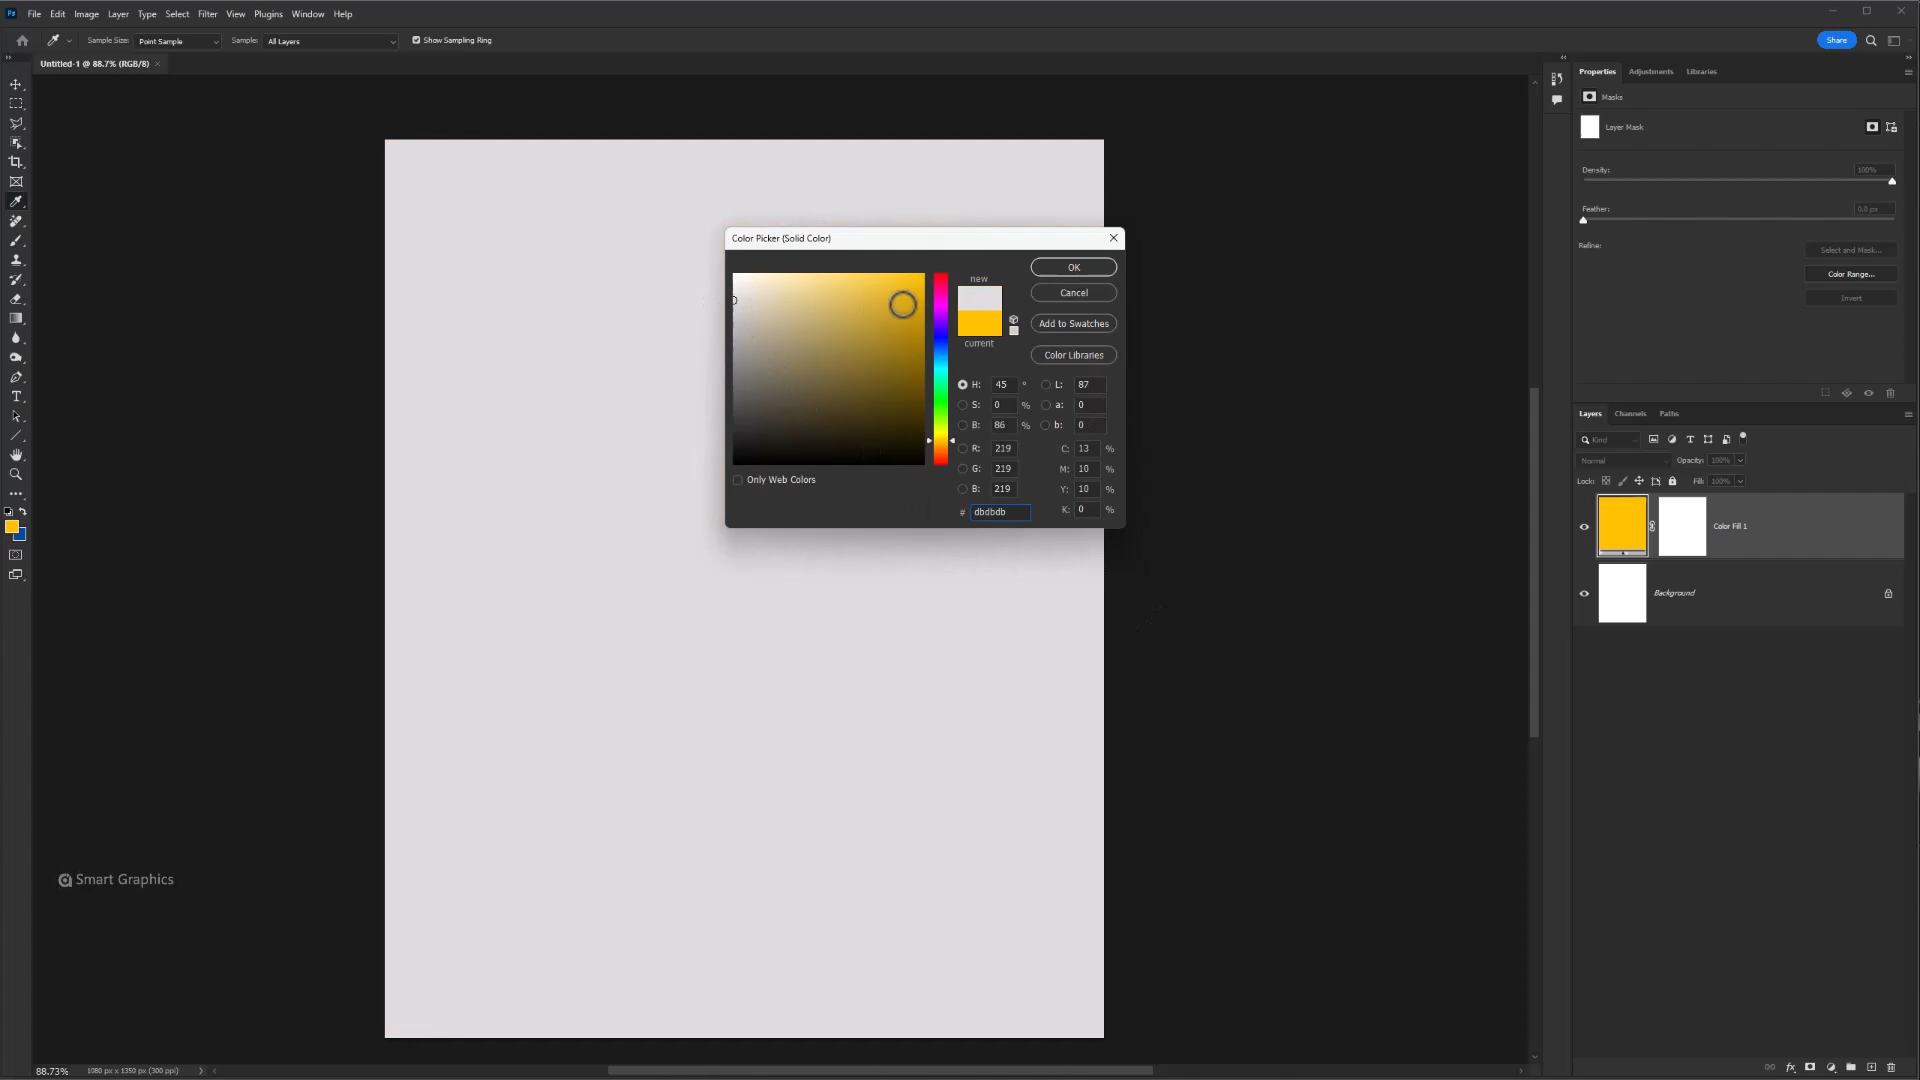 Ps File Edit Image Layer Type Select Filter View Plugins Window Help
Sample Size: Point Sample Sample: All Layers Show Sampling Ring Share
Untitled-1 @ 88.7% (RGB/8) ×
Properties Adjustments Libraries
Masks
Layer Mask
Density: 100%
Feather: 0.0 px
Refine: Select and Mask...
Color Range...
Invert
Color Picker (Solid Color)
new
current
OK
Cancel
Add to Swatches
Color Libraries
H: 45 ° L: 87
S: 0 % a: 0
B: 86 % b: 0
R: 219 C: 13 %
G: 219 M: 10 %
B: 219 Y: 10 %
# dbdbdb K: 0 %
Only Web Colors
Layers Channels Paths
Kind
Normal Opacity: 100%
Lock: Fill: 100%
Color Fill 1
Background
Smart Graphics
88.73% 1080 px x 1350 px (300 ppi)